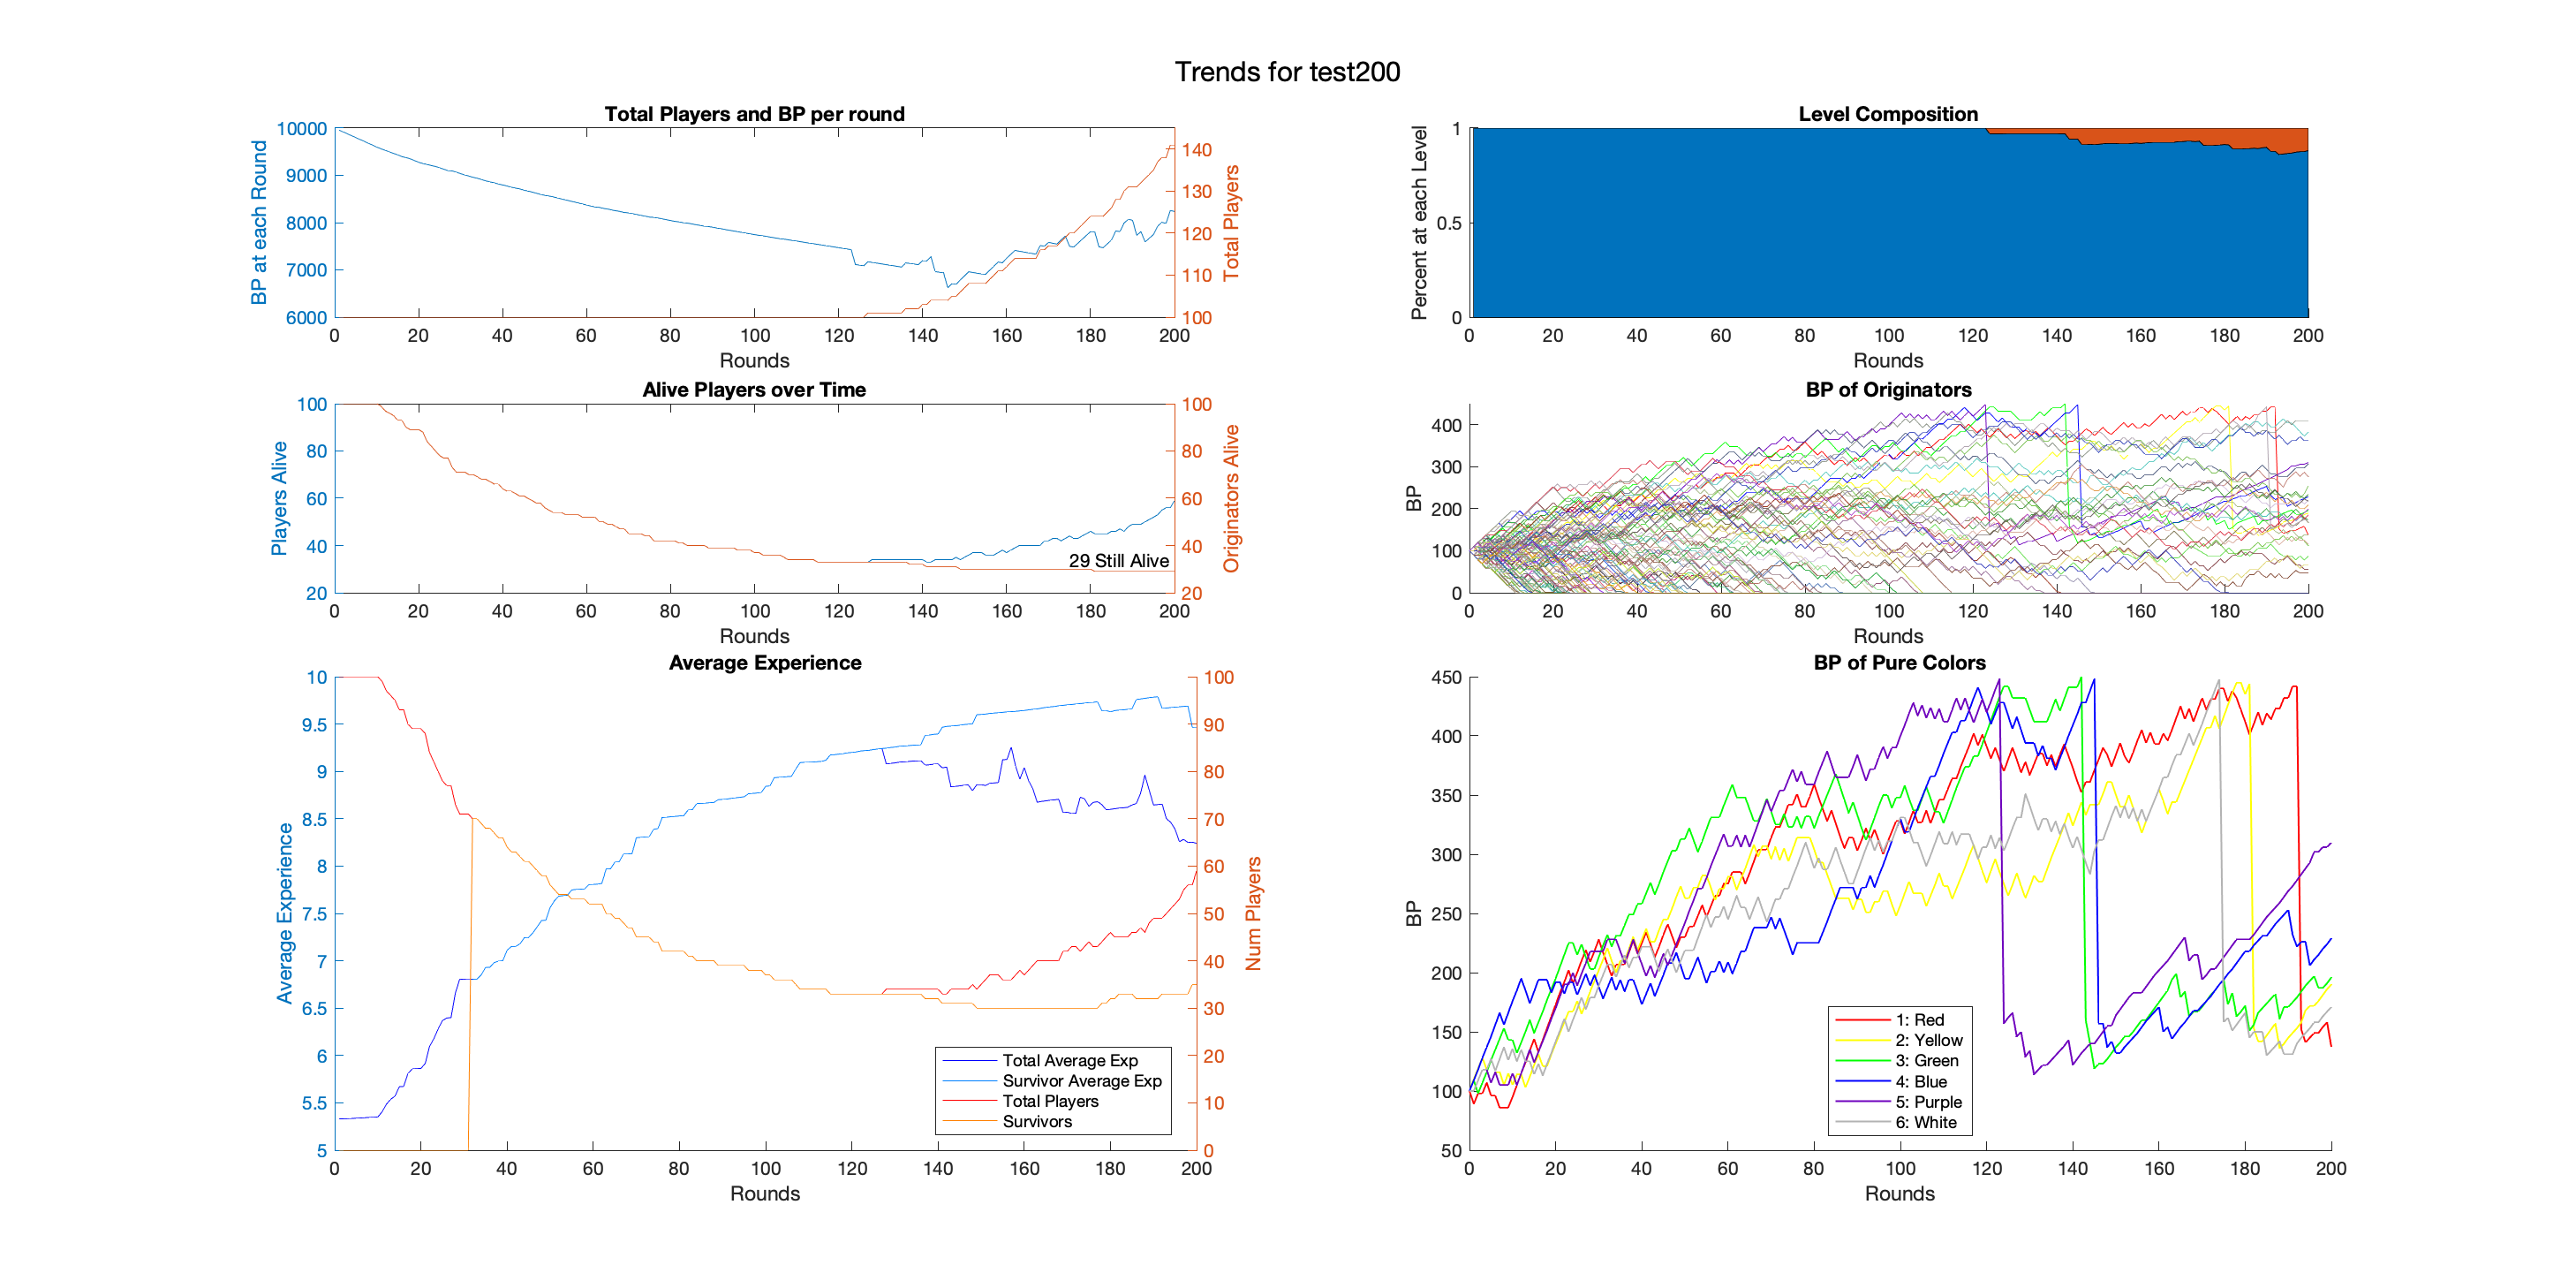 Trends for test200
Total Players and BP per round
10000
9000
8000
7000
6000
BP at each Round
140
130
120
110
100
Total Players
0 20 40 60 80 100 120 140 160 180 200
Rounds
Level Composition
1
0.5
0
Percent at each Level
0 20 40 60 80 100 120 140 160 180 200
Rounds
Alive Players over Time
100
80
60
40
20
Players Alive
100
80
60
40
20
Originators Alive
29 Still Alive
0 20 40 60 80 100 120 140 160 180 200
Rounds
BP of Originators
400
300
200
100
0
BP
0 20 40 60 80 100 120 140 160 180 200
Rounds
Average Experience
10
9.5
9
8.5
8
7.5
7
6.5
6
5.5
5
Average Experience
100
90
80
70
60
50
40
30
20
10
0
Num Players
Total Average Exp
Survivor Average Exp
Total Players
Survivors
0 20 40 60 80 100 120 140 160 180 200
Rounds
BP of Pure Colors
450
400
350
300
250
200
150
100
50
BP
1: Red
2: Yellow
3: Green
4: Blue
5: Purple
6: White
0 20 40 60 80 100 120 140 160 180 200
Rounds